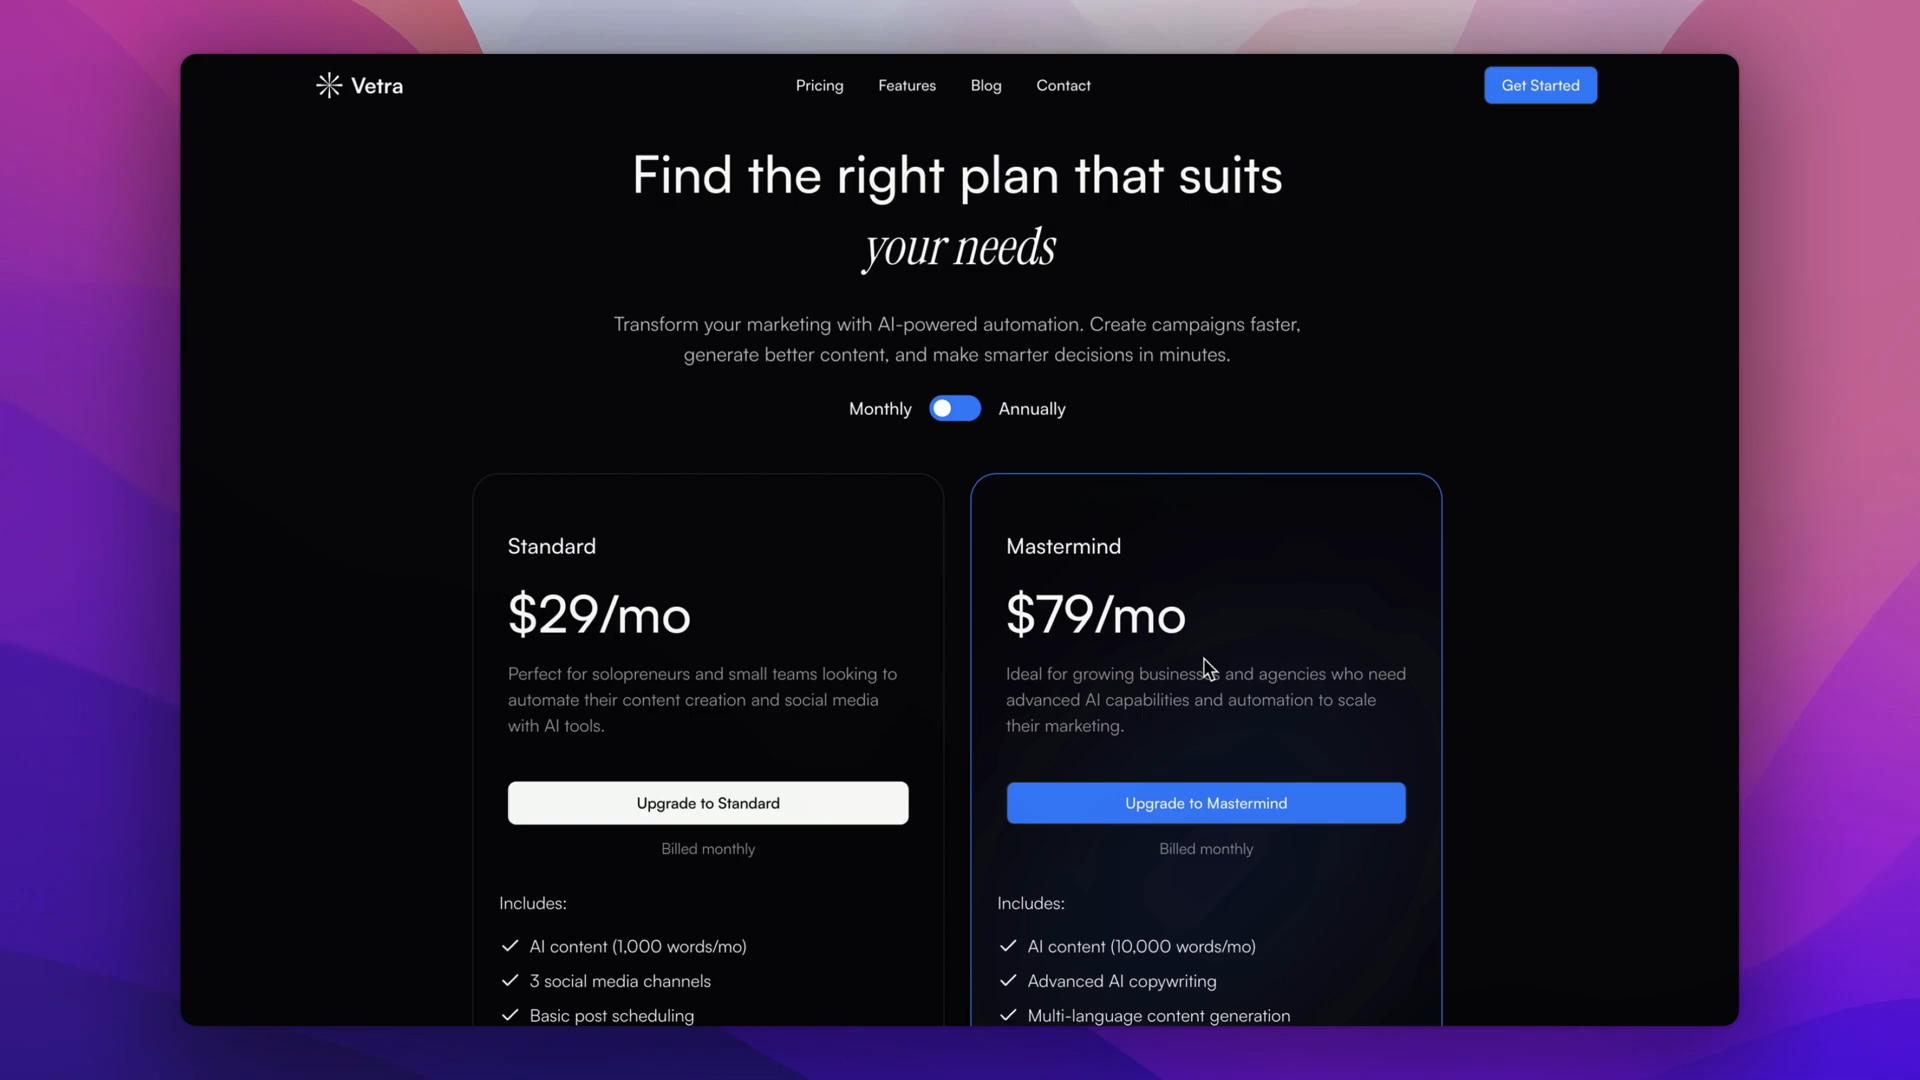 Vetra
Pricing
Features
Blog
Contact
Get Started
Find the right plan that suits
your needs
Transform your marketing with AI-powered automation. Create campaigns faster,
generate better content, and make smarter decisions in minutes.
Monthly
Annually
Standard
$29/mo
Perfect for solopreneurs and small teams looking to
automate their content creation and social media
with AI tools.
Upgrade to Standard
Billed monthly
Includes:
AI content (1,000 words/mo)
3 social media channels
Basic post scheduling
Mastermind
$79/mo
Ideal for growing businesses and agencies who need
advanced AI capabilities and automation to scale
their marketing.
Upgrade to Mastermind
Billed monthly
Includes:
AI content (10,000 words/mo)
Advanced AI copywriting
Multi-language content generation